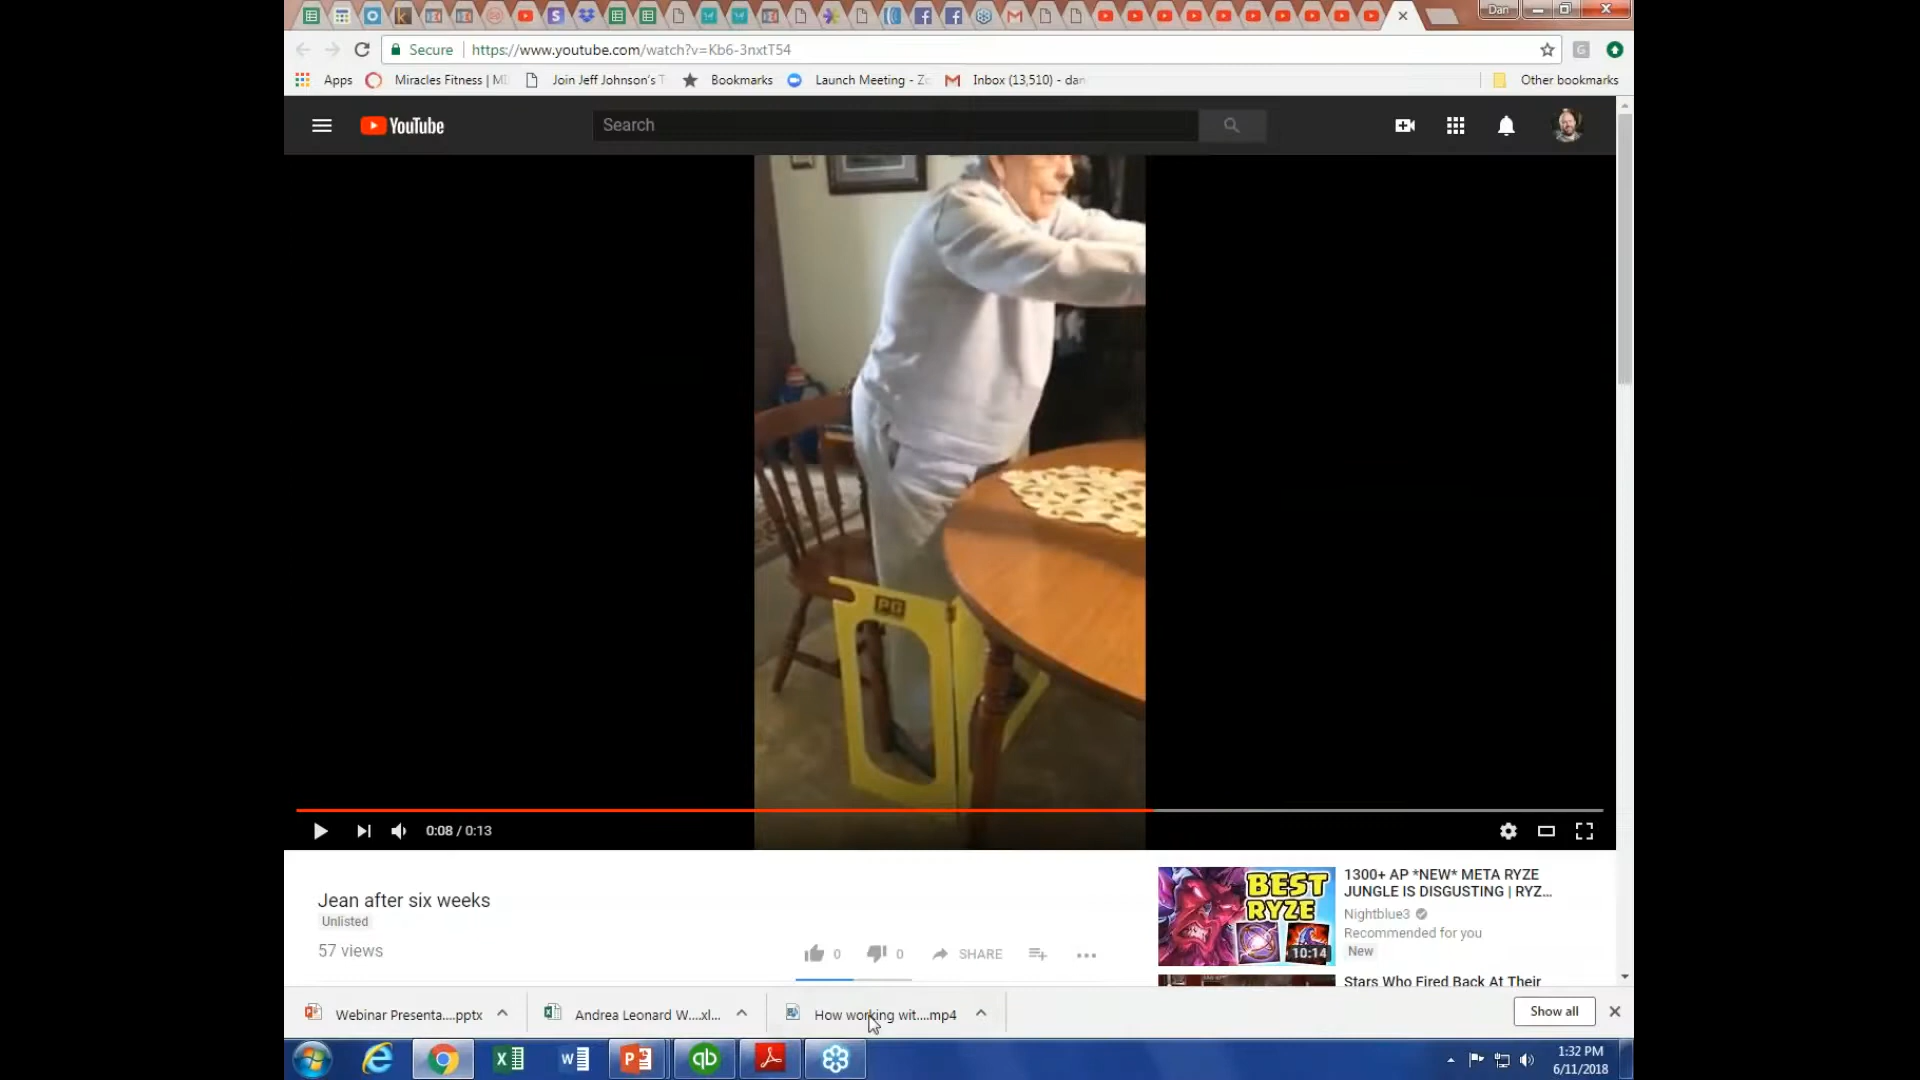 Dan
Secure
https://www.youtube.com/watch?v=Kb6-3nxtT54
Apps
Miracles Fitness | M
Join Jeff Johnson's T
Bookmarks
Launch Meeting - Z
Inbox (13,510) - dan
Other bookmarks
YouTube
Search
PG
0:08 / 0:13
Jean after six weeks
Unlisted
57 views
0
0
SHARE
BEST
RYZE
10:14
1300+ AP *NEW* META RYZE
JUNGLE IS DISGUSTING | RYZ...
Nightblue3
Recommended for you
New
Stars Who Fired Back At Their
Webinar Presenta....pptx
Andrea Leonard W....xl...
How working wit....mp4
Show all
1:32 PM
6/11/2018